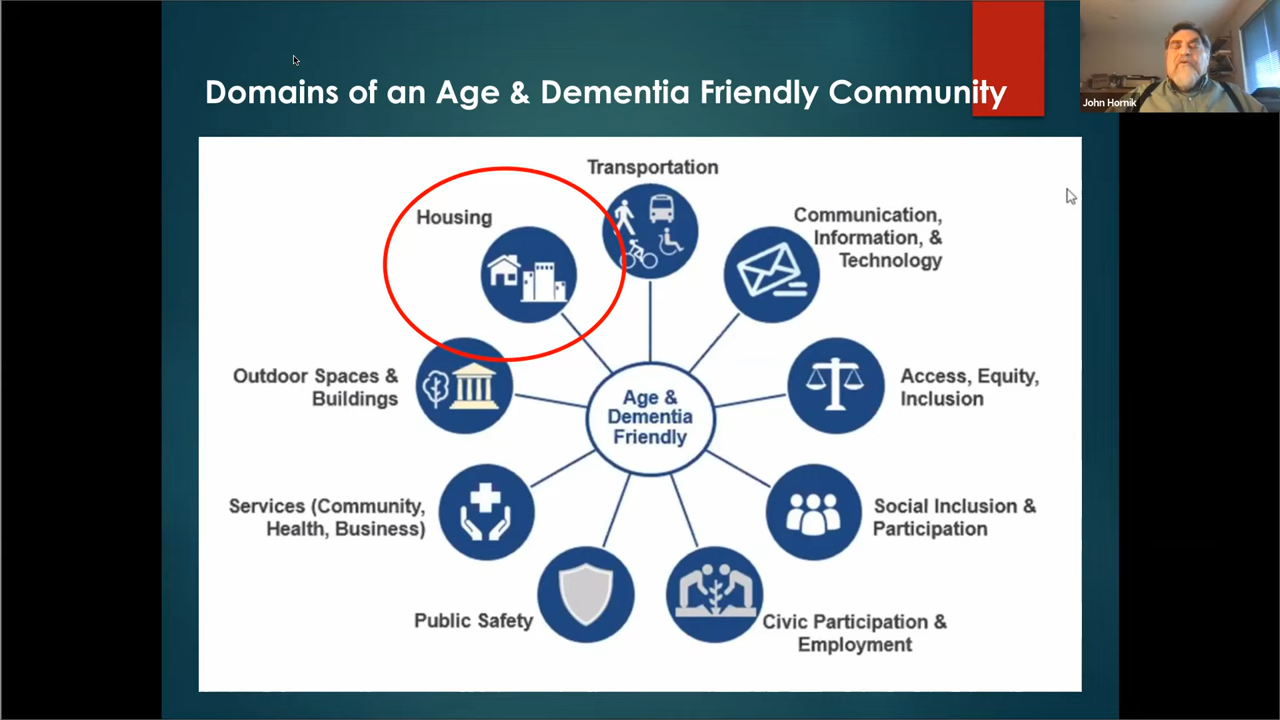 Domains of an Age & Dementia Friendly Community
John Hornik
Transportation
Housing
Communication,
Information, &
Technology
Outdoor Spaces &
Buildings
Access, Equity,
Inclusion
Age &
Dementia
Friendly
Services (Community,
Health, Business)
Social Inclusion &
Participation
Public Safety
Civic Participation &
Employment